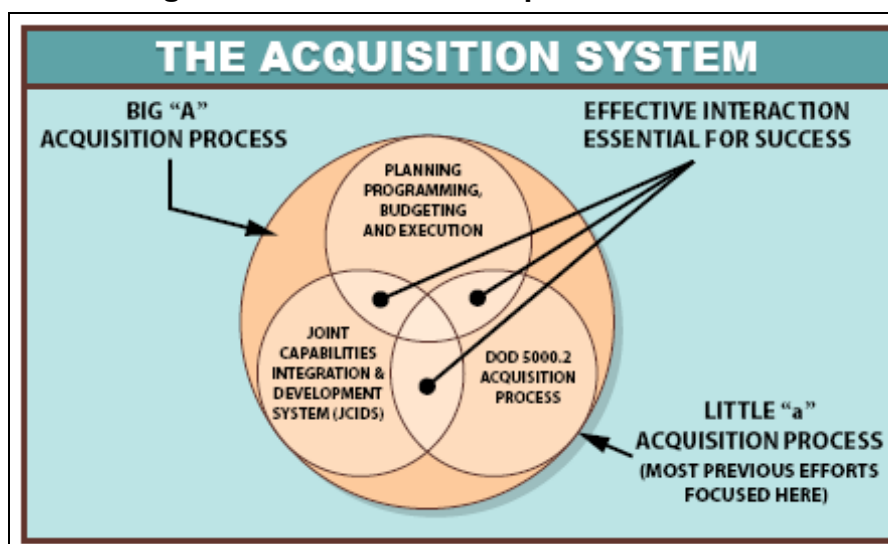 THE ACQUISITION SYSTEM
BIG “A”
ACQUISITION PROCESS
EFFECTIVE INTERACTION
ESSENTIAL FOR SUCCESS
PLANNING
PROGRAMMING,
BUDGETING
AND EXECUTION
JOINT
CAPABILITIES
INTEGRATION &
DEVELOPMENT
SYSTEM (JCIDS)
DOD 5000.2
ACQUISITION
PROCESS
LITTLE “a”
ACQUISITION PROCESS
(MOST PREVIOUS EFFORTS
FOCUSED HERE)